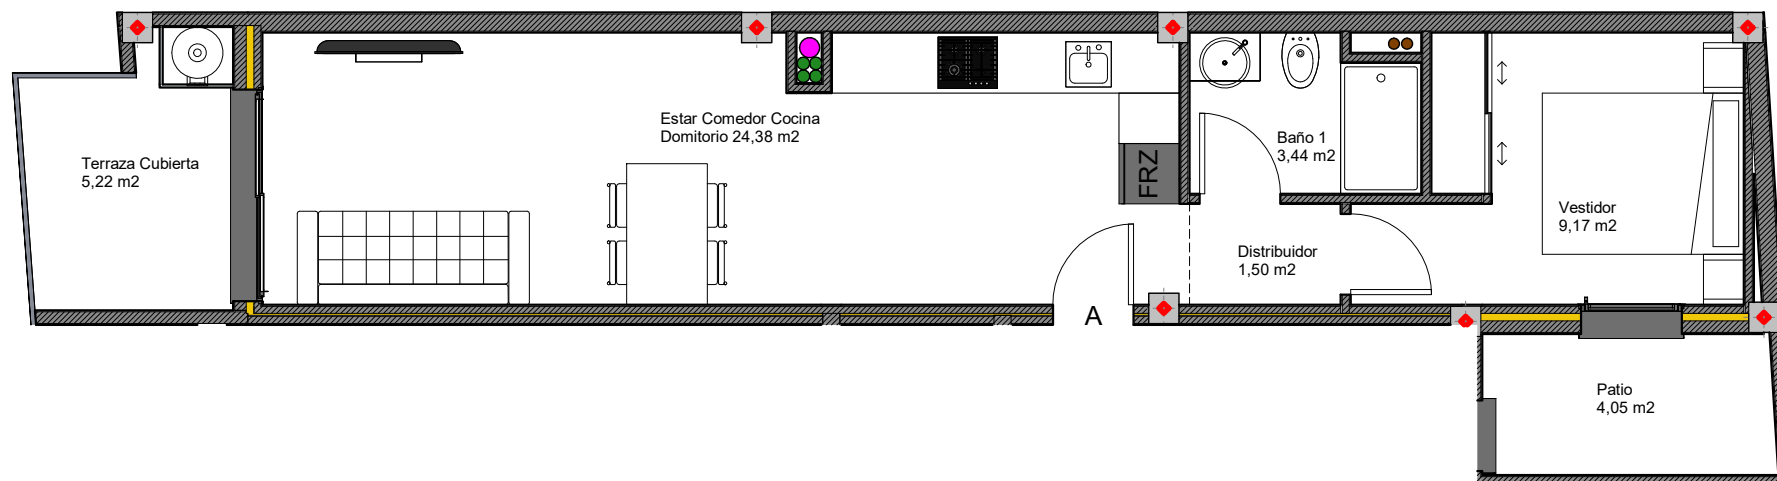 Terraza Cubierta
5,22 m2
Estar Comedor Cocina
Domitorio 24,38 m2
FRZ
Baño 1
3,44 m2
Distribuidor
1,50 m2
Vestidor
9,17 m2
A
Patio
4,05 m2